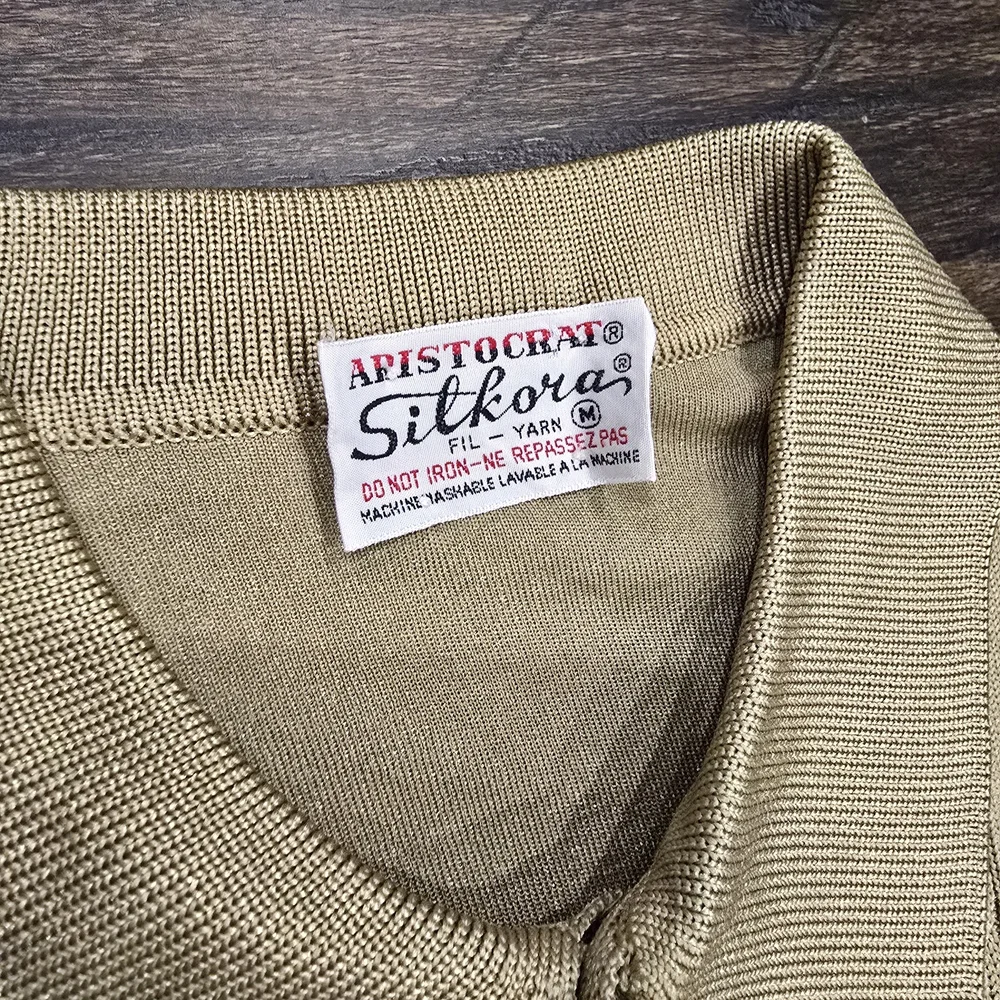 ARISTOCRAT®
Silkora®
FIL – YARN M
DO NOT IRON–NE REPASSEZ PAS
MACHINE WASHABLE LAVABLE A LA MACHINE